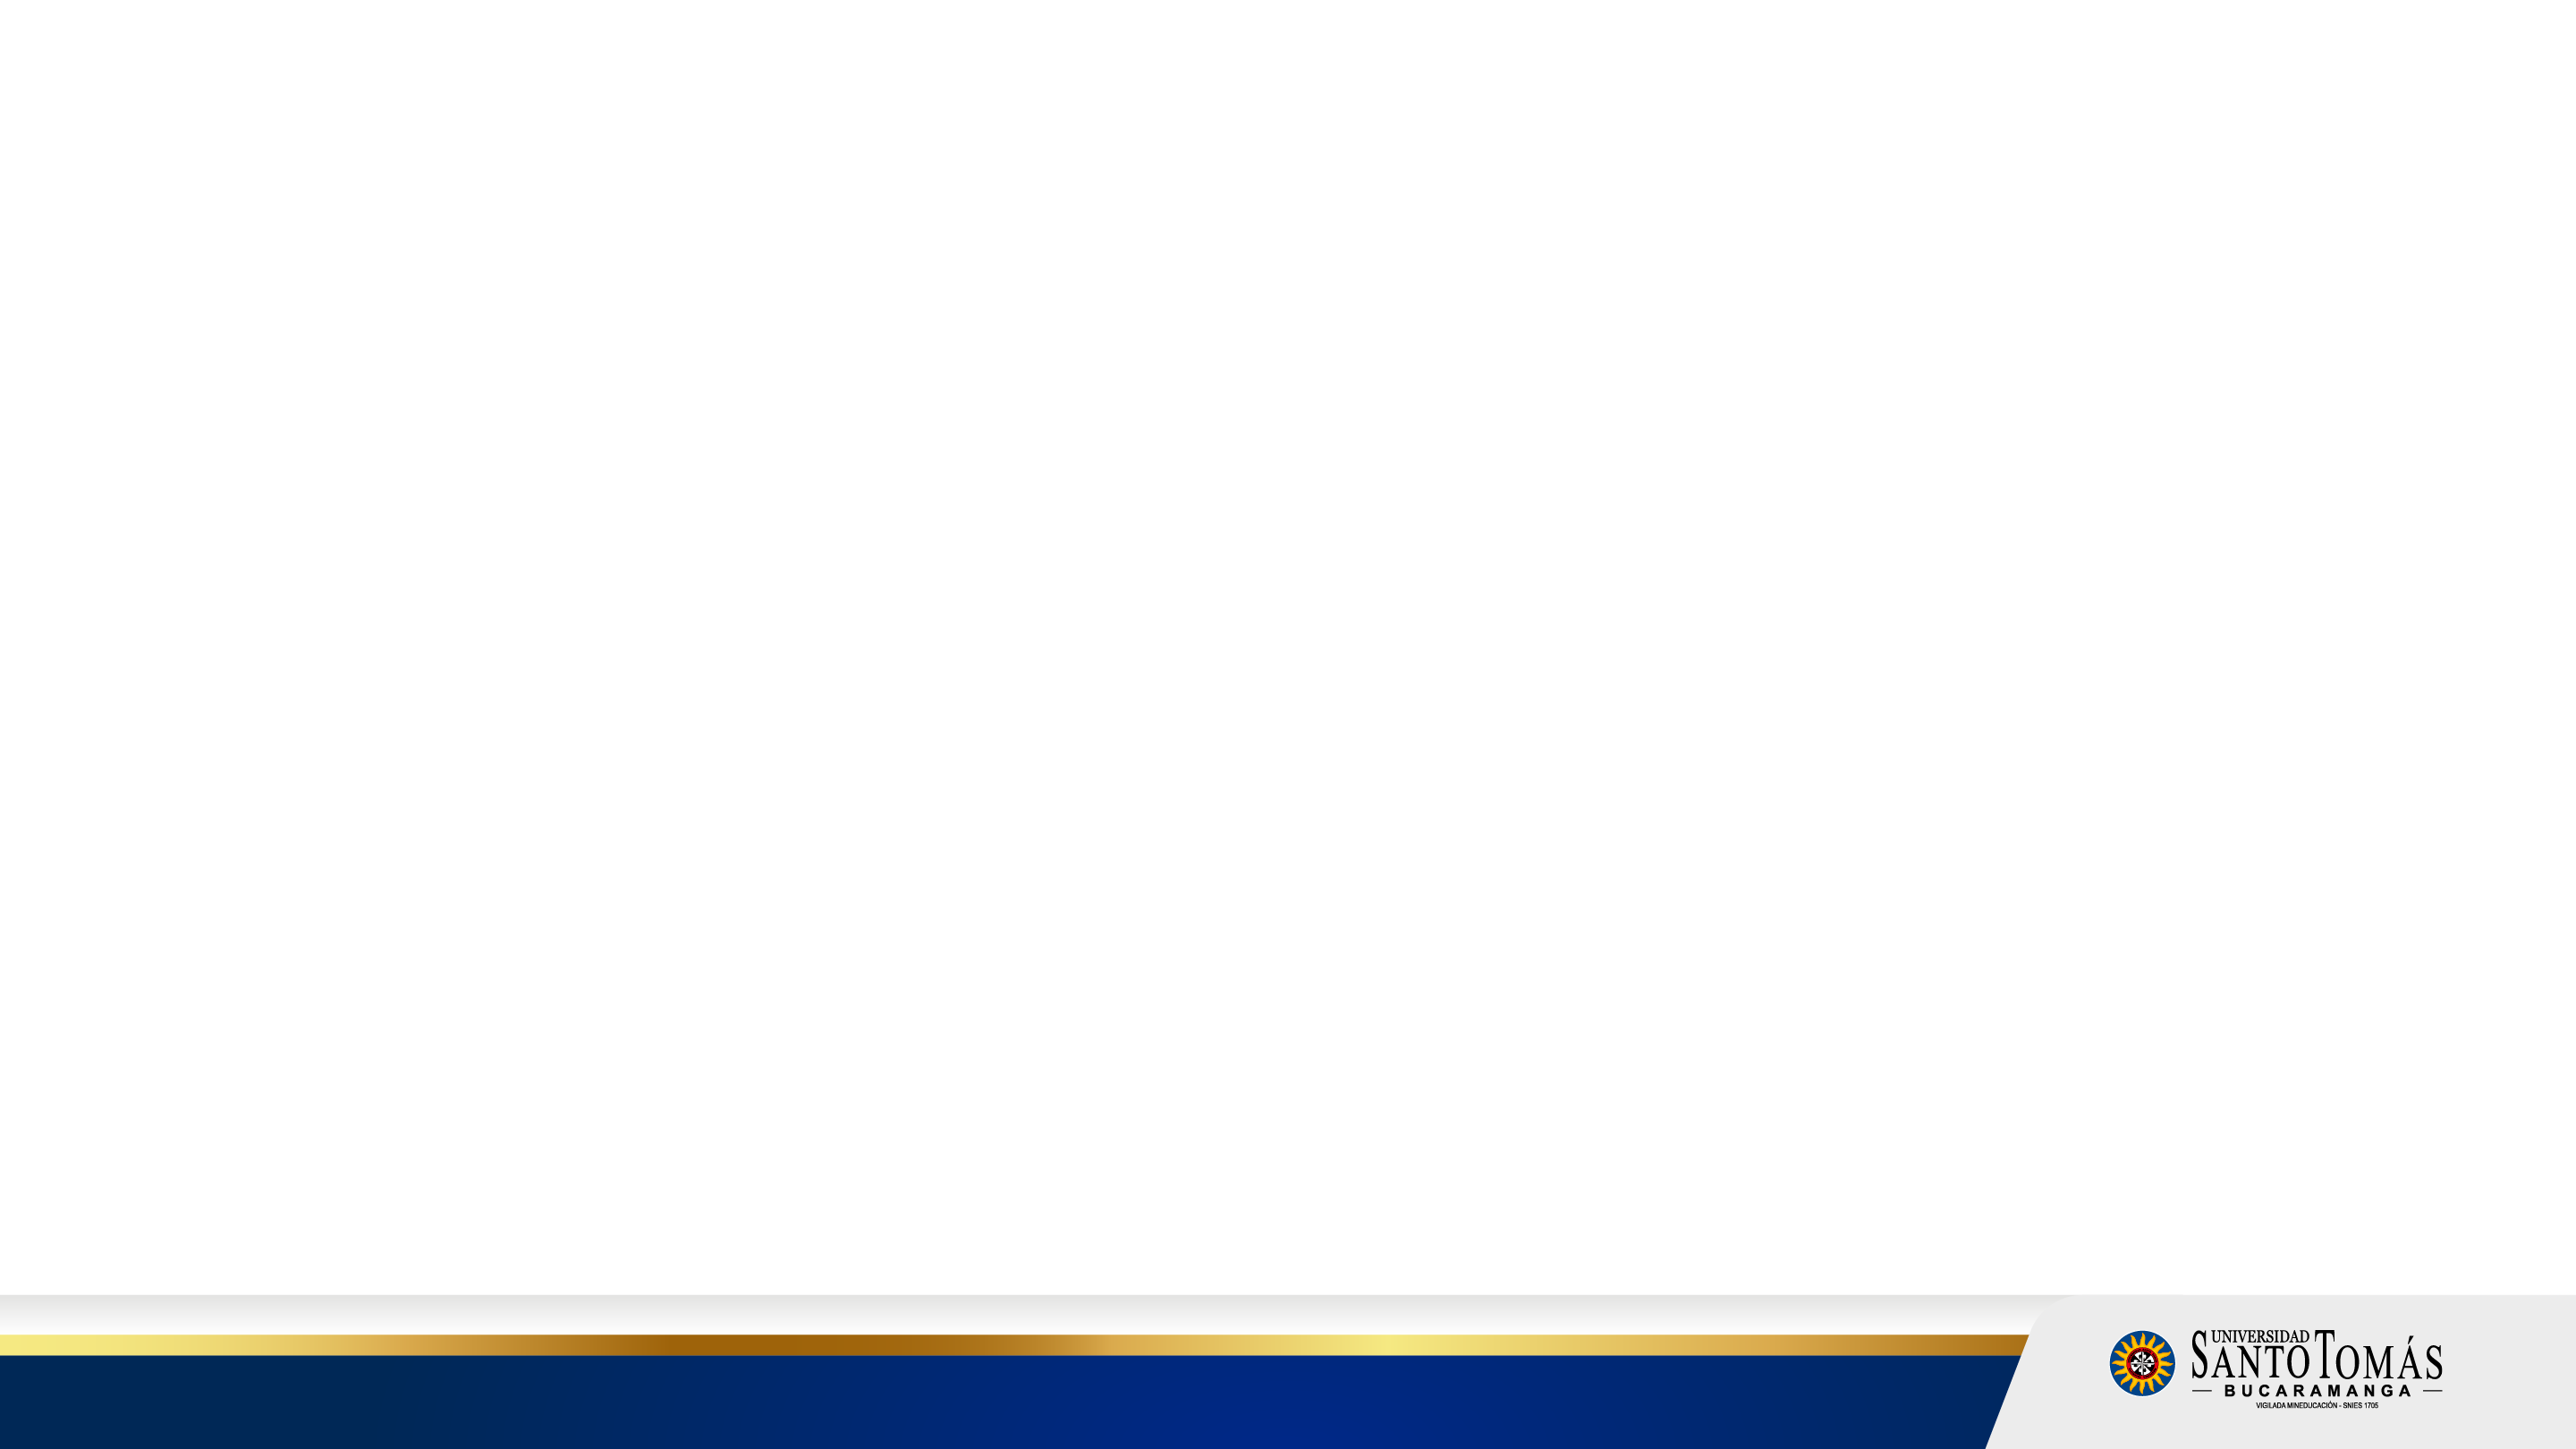 UNIVERSIDAD
SANTO TOMÁS
BUCARAMANGA
VIGILADA MINEDUCACIÓN - SNIES 1705